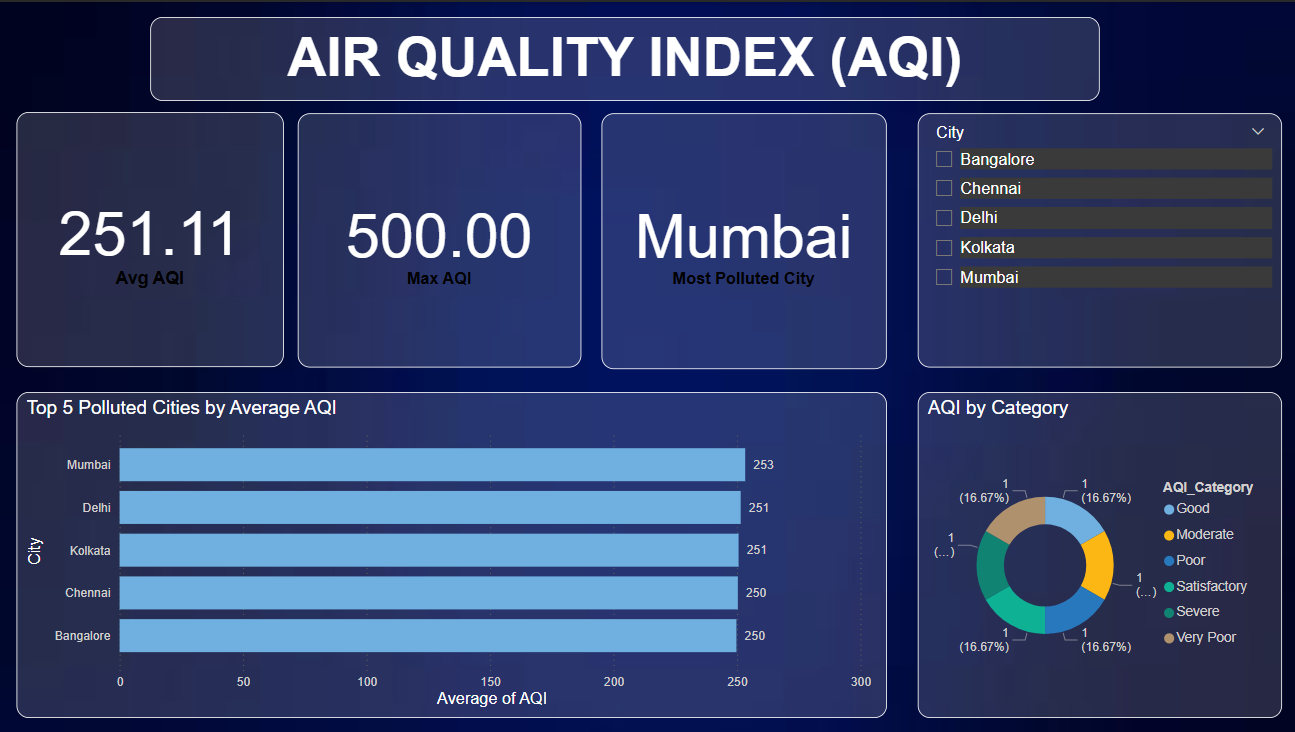 AIR QUALITY INDEX (AQI)
251.11
Avg AQI
500.00
Max AQI
Mumbai
Most Polluted City
City
Bangalore
Chennai
Delhi
Kolkata
Mumbai
Top 5 Polluted Cities by Average AQI
City
Mumbai
253
Delhi
251
Kolkata
251
Chennai
250
Bangalore
250
0 50 100 150 200 250 300
Average of AQI
AQI by Category
1
(16.67%)
1
(16.67%)
1
(...)
1
(...)
1
(16.67%)
1
(16.67%)
AQI_Category
Good
Moderate
Poor
Satisfactory
Severe
Very Poor